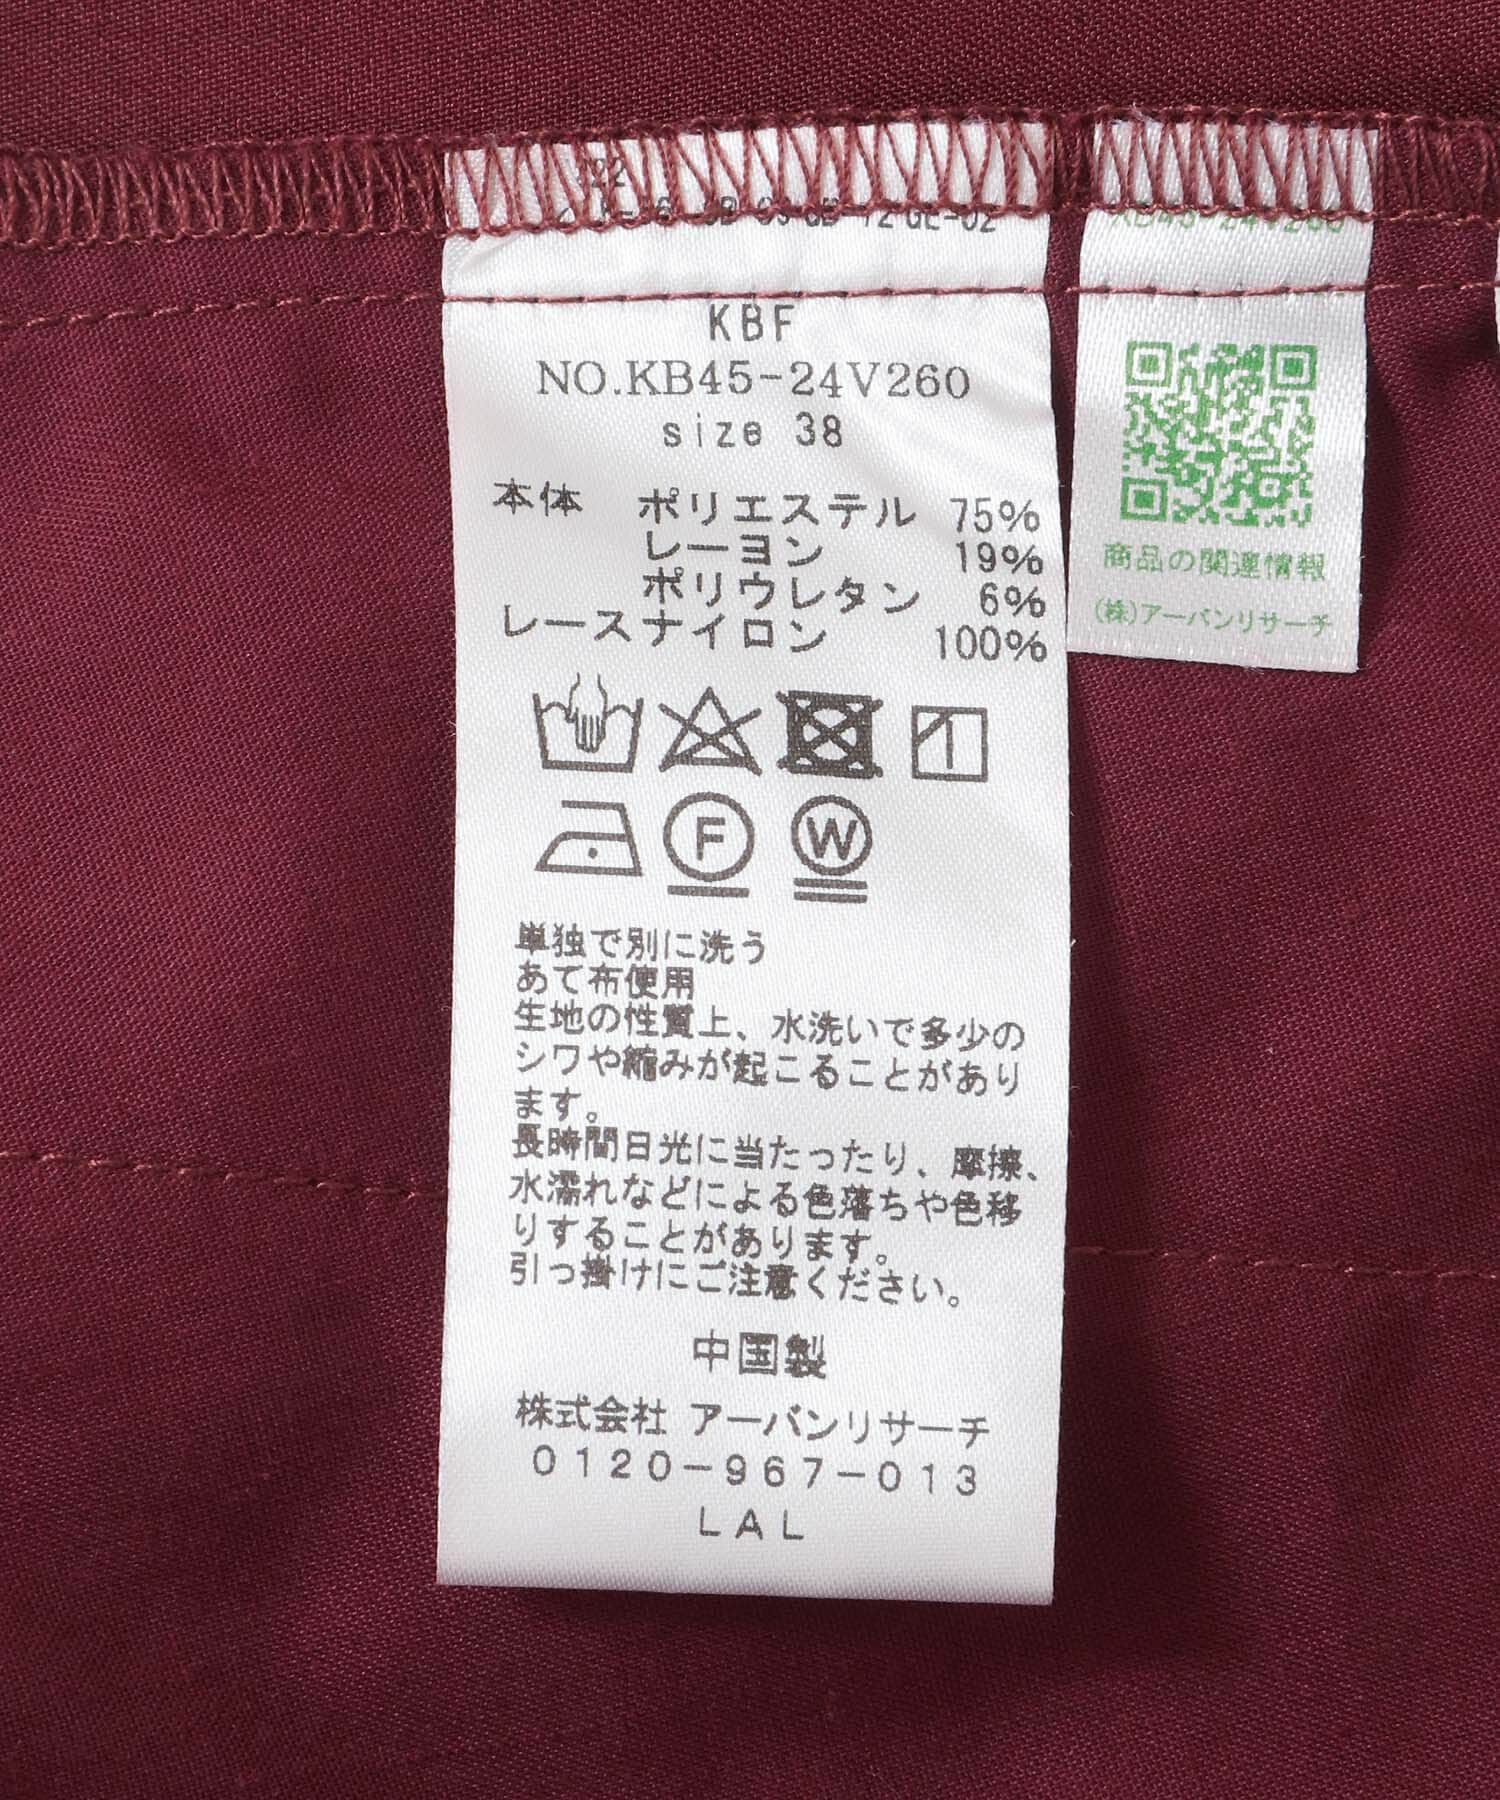 KBF
NO.KB45-24V260
size 38
本体 ポリエステル 75%
レーヨン 19%
ポリウレタン 6%
レースナイロン 100%
F
W
単独で別に洗う
あて布使用
生地の性質上、水洗いで多少の
シワや縮みが起こることがあり
ます。
長時間日光に当たったり、摩擦、
水濡れなどによる色落ちや色移
りすることがあります。
引っ掛けにご注意ください。
中国製
株式会社 アーバンリサーチ
0120-967-013
LAL
KB45-24V260
商品の関連情報
(株)アーバンリサーチ